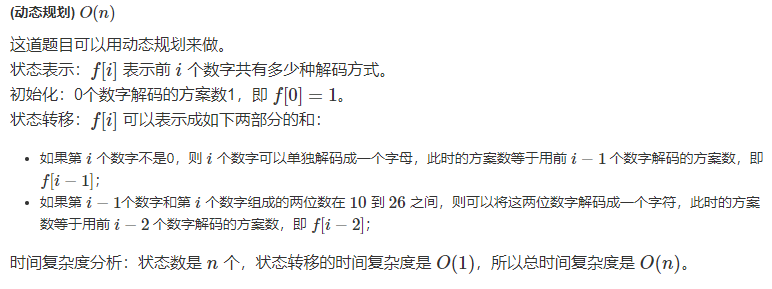 (动态规划) O(n)
这道题目可以用动态规划来做。
状态表示：f[i] 表示前 i 个数字共有多少种解码方式。
初始化：0个数字解码的方案数1，即 f[0] = 1。
状态转移：f[i] 可以表示成如下两部分的和：
• 如果第 i 个数字不是0，则 i 个数字可以单独解码成一个字母，此时的方案数等于用前 i − 1 个数字解码的方案数，即
f[i − 1]；
• 如果第 i − 1个数字和第 i 个数字组成的两位数在 10 到 26 之间，则可以将这两位数字解码成一个字符，此时的方案
数等于用前 i − 2 个数字解码的方案数，即 f[i − 2]；
时间复杂度分析：状态数是 n 个，状态转移的时间复杂度是 O(1)，所以总时间复杂度是 O(n)。